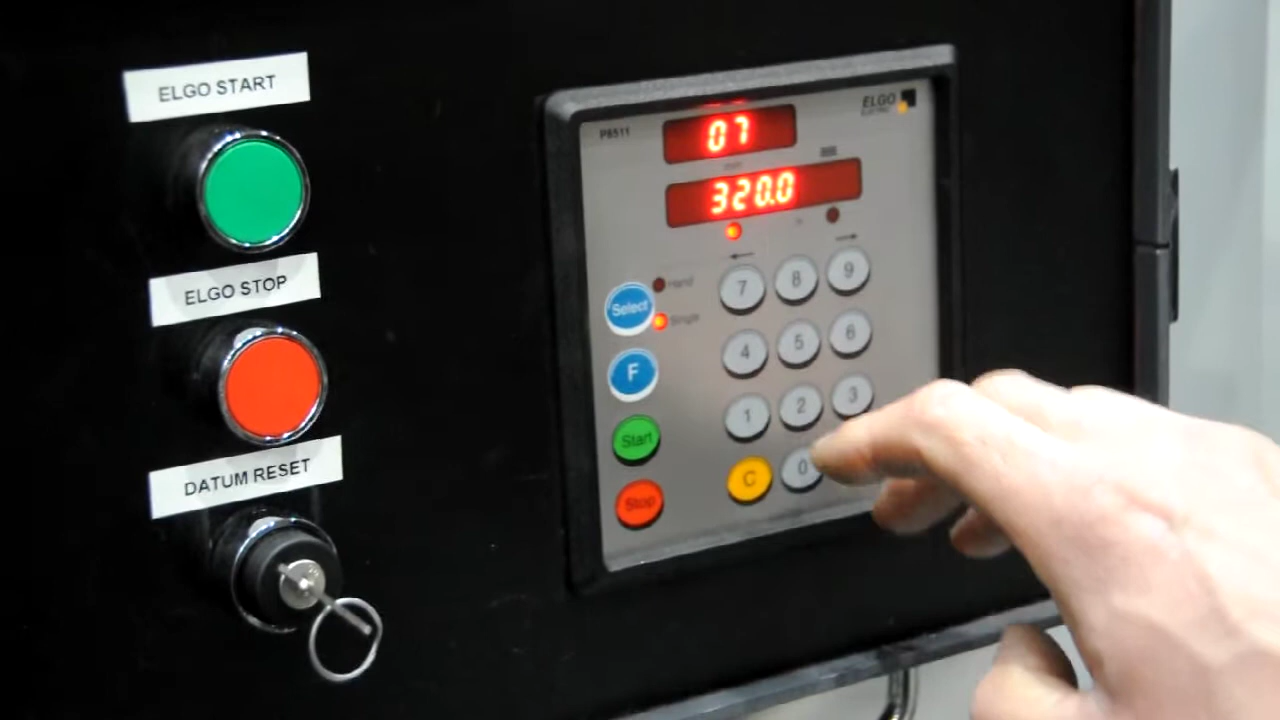 ELGO START
ELGO STOP
DATUM RESET
P8511
ELGO
07
320.0
Hand
Select
Single
F
Start
Stop
7 8 9
4 5 6
1 2 3
C 0